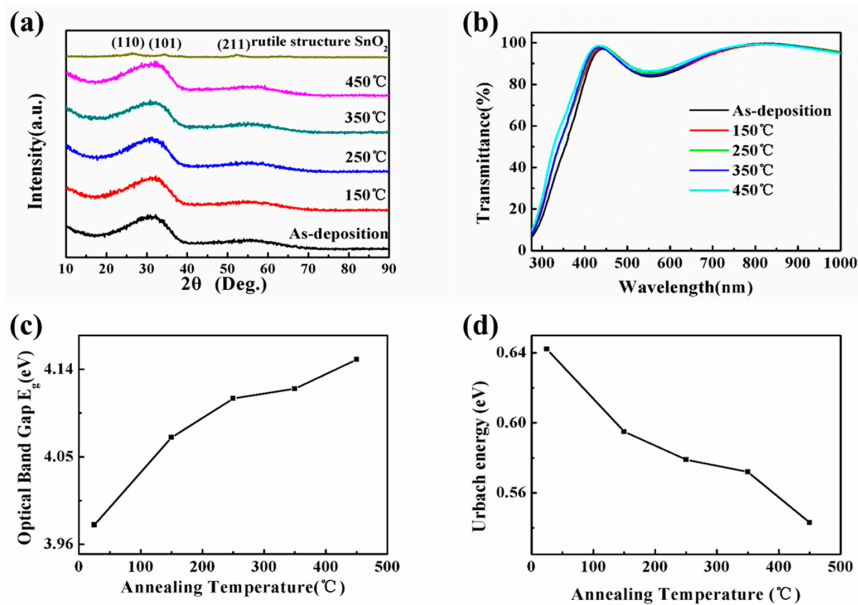 (a)
(110) (101) (211) rutile structure SnO₂
450℃
350℃
250℃
150℃
As-deposition
Intensity(a.u.)
10 20 30 40 50 60 70 80 90
2θ (Deg.)
(b)
100
80
60
40
20
0
Transmittance(%)
As-deposition
150℃
250℃
350℃
450℃
300 400 500 600 700 800 900 1000
Wavelength(nm)
(c)
4.14
4.05
3.96
Optical Band Gap Eg(eV)
0 100 200 300 400 500
Annealing Temperature(℃)
(d)
0.64
0.60
0.56
Urbach energy (eV)
0 100 200 300 400 500
Annealing Temperature (℃)